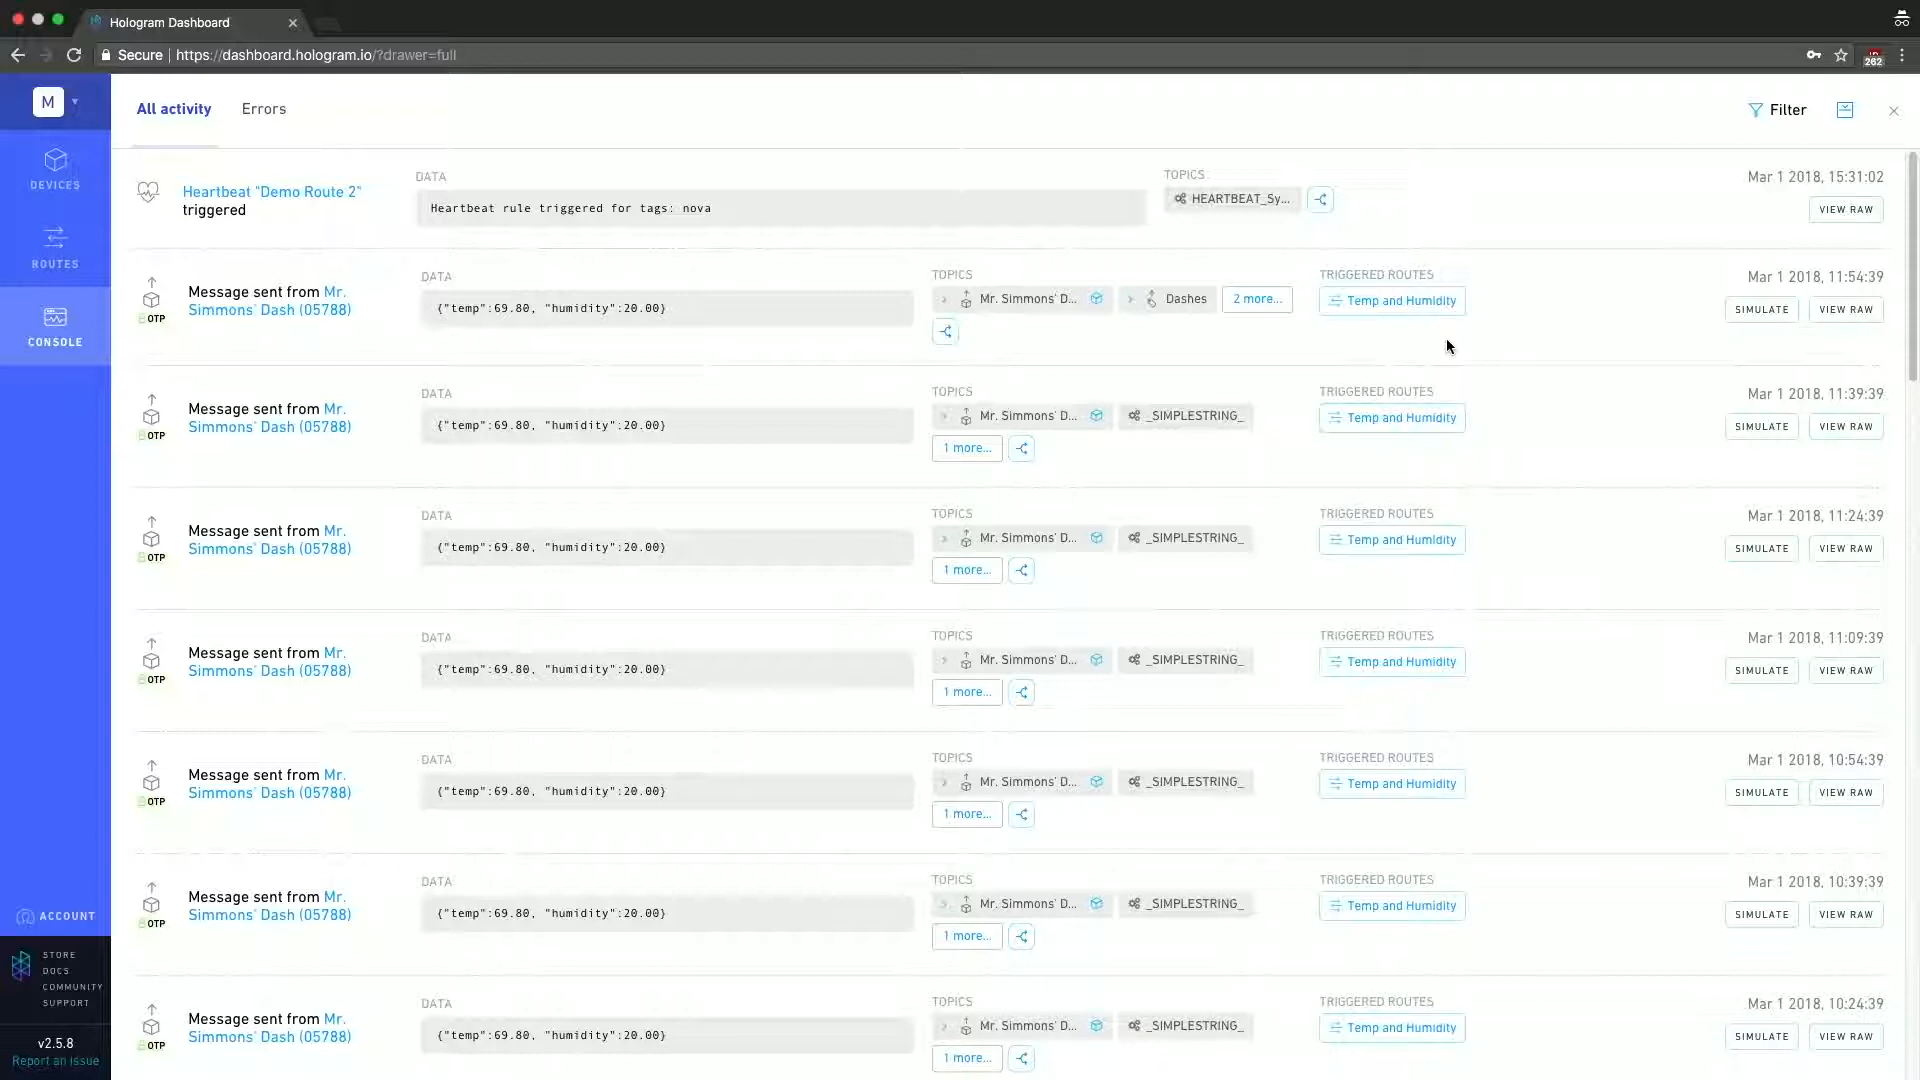 Hologram Dashboard
Secure | https://dashboard.hologram.io/?drawer=full
262
M
DEVICES
ROUTES
CONSOLE
ACCOUNT
STORE
DOCS
COMMUNITY
SUPPORT
v2.5.8
Report an issue
All activity Errors Filter
Heartbeat "Demo Route 2"
triggered
DATA
Heartbeat rule triggered for tags: nova
TOPICS
HEARTBEAT_Sy...
Mar 1 2018, 15:31:02
VIEW RAW
OTP
Message sent from Mr.
Simmons' Dash (05788)
DATA
{"temp":69.80, "humidity":20.00}
TOPICS
Mr. Simmons' D... Dashes 2 more...
TRIGGERED ROUTES
Temp and Humidity
Mar 1 2018, 11:54:39
SIMULATE VIEW RAW
OTP
Message sent from Mr.
Simmons' Dash (05788)
DATA
{"temp":69.80, "humidity":20.00}
TOPICS
Mr. Simmons' D... _SIMPLESTRING_
1 more...
TRIGGERED ROUTES
Temp and Humidity
Mar 1 2018, 11:39:39
SIMULATE VIEW RAW
OTP
Message sent from Mr.
Simmons' Dash (05788)
DATA
{"temp":69.80, "humidity":20.00}
TOPICS
Mr. Simmons' D... _SIMPLESTRING_
1 more...
TRIGGERED ROUTES
Temp and Humidity
Mar 1 2018, 11:24:39
SIMULATE VIEW RAW
OTP
Message sent from Mr.
Simmons' Dash (05788)
DATA
{"temp":69.80, "humidity":20.00}
TOPICS
Mr. Simmons' D... _SIMPLESTRING_
1 more...
TRIGGERED ROUTES
Temp and Humidity
Mar 1 2018, 11:09:39
SIMULATE VIEW RAW
OTP
Message sent from Mr.
Simmons' Dash (05788)
DATA
{"temp":69.80, "humidity":20.00}
TOPICS
Mr. Simmons' D... _SIMPLESTRING_
1 more...
TRIGGERED ROUTES
Temp and Humidity
Mar 1 2018, 10:54:39
SIMULATE VIEW RAW
OTP
Message sent from Mr.
Simmons' Dash (05788)
DATA
{"temp":69.80, "humidity":20.00}
TOPICS
Mr. Simmons' D... _SIMPLESTRING_
1 more...
TRIGGERED ROUTES
Temp and Humidity
Mar 1 2018, 10:39:39
SIMULATE VIEW RAW
OTP
Message sent from Mr.
Simmons' Dash (05788)
DATA
{"temp":69.80, "humidity":20.00}
TOPICS
Mr. Simmons' D... _SIMPLESTRING_
1 more...
TRIGGERED ROUTES
Temp and Humidity
Mar 1 2018, 10:24:39
SIMULATE VIEW RAW